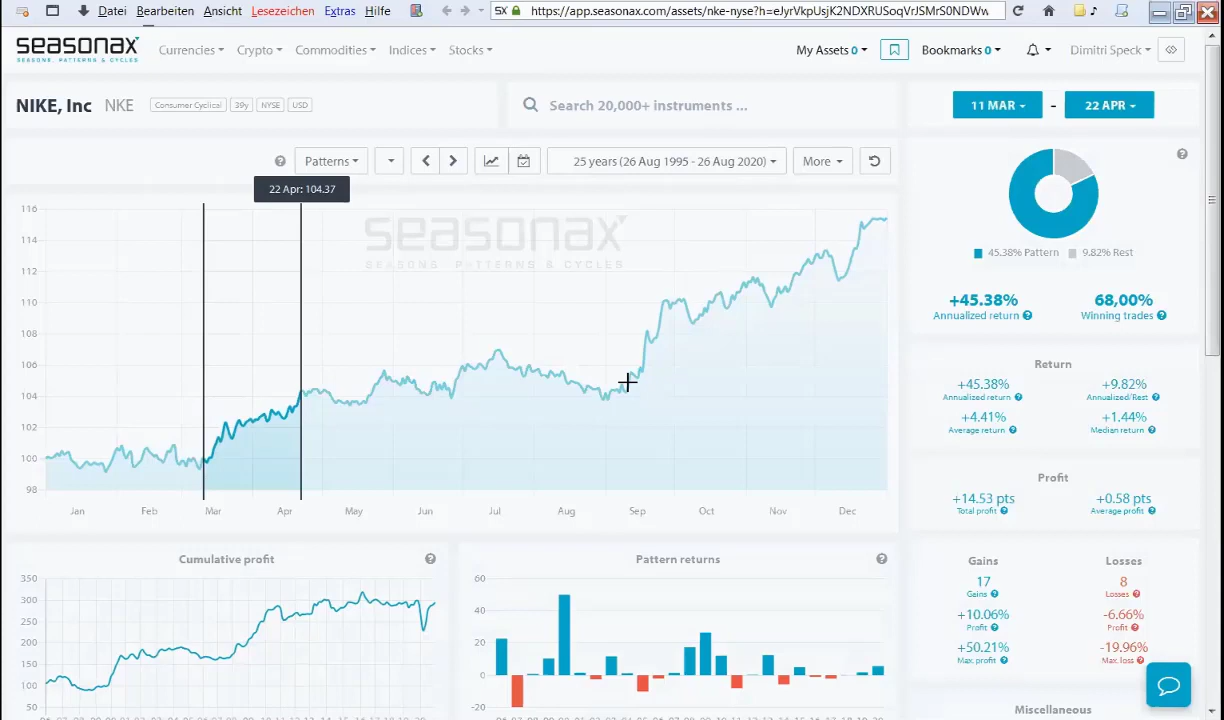 Datei Bearbeiten Ansicht Lesezeichen Extras Hilfe
https://app.seasonax.com/assets/nke-nyse?h=eJyrVkpUsjK2NDXRUSoqVrJSMrS0NDWw
seasonax
SEASONS, PATTERNS & CYCLES
Currencies Crypto Commodities Indices Stocks
My Assets 0 Bookmarks 0 Dimitri Speck
NIKE, Inc NKE Consumer Cyclical 39y NYSE USD
Search 20,000+ instruments ...
11 MAR - 22 APR
Patterns 25 years (26 Aug 1995 - 26 Aug 2020) More
22 Apr: 104.37
seasonax
SEASONS, PATTERNS & CYCLES
116
114
112
110
108
106
104
102
100
98
Jan Feb Mar Apr May Jun Jul Aug Sep Oct Nov Dec
45.38% Pattern 9.82% Rest
+45.38% 68,00%
Annualized return Winning trades
Return
+45.38% +9.82%
Annualized return Annualized/Rest
+4.41% +1.44%
Average return Median return
Profit
+14.53 pts +0.58 pts
Total profit Average profit
Gains Losses
17 8
Gains Losses
+10.06% -6.66%
Profit Profit
+50.21% -19.96%
Max. profit Max. loss
Miscellaneous
Cumulative profit
350
300
250
200
150
100
50
Pattern returns
60
40
20
0
-20